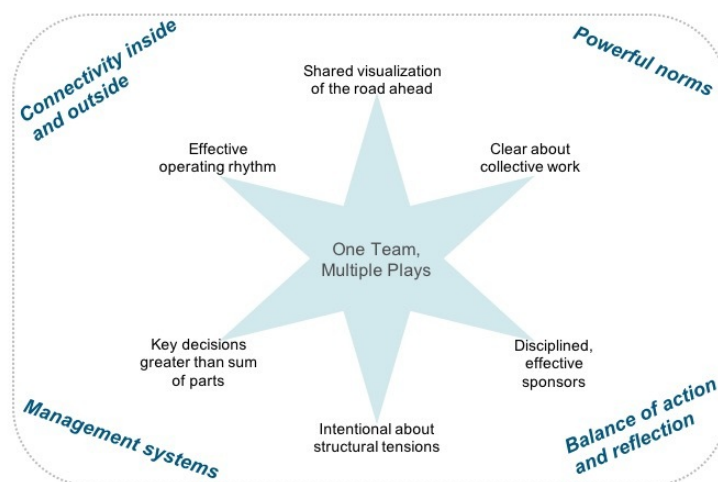 Connectivity inside
and outside
Powerful norms
Shared visualization
of the road ahead
Effective
operating rhythm
Clear about
collective work
One Team,
Multiple Plays
Key decisions
greater than sum
of parts
Disciplined,
effective
sponsors
Intentional about
structural tensions
Management systems
Balance of action
and reflection